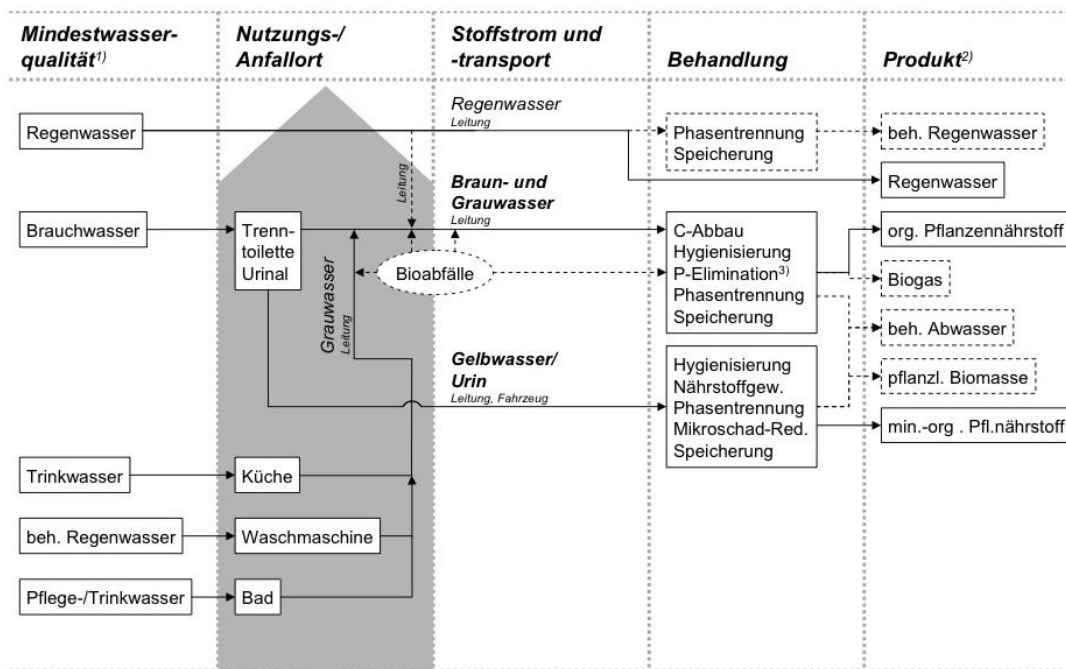 Mindestwasser-
qualität1)
Nutzungs-/
Anfallort
Stoffstrom und
-transport
Behandlung
Produkt2)
Regenwasser
Regenwasser
Leitung
Phasentrennung
Speicherung
beh. Regenwasser
Leitung
Regenwasser
Braun- und
Grauwasser
Leitung
Brauchwasser
Trenn-
toilette
Urinal
Bioabfälle
Grauwasser
Leitung
C-Abbau
Hygienisierung
P-Elimination3)
Phasentrennung
Speicherung
org. Pflanzennährstoff
Biogas
beh. Abwasser
Gelbwasser/
Urin
Leitung, Fahrzeug
Hygienisierung
Nährstoffgew.
Phasentrennung
Mikroschad-Red.
Speicherung
pflanzl. Biomasse
min.-org . Pfl.nährstoff
Trinkwasser
Küche
beh. Regenwasser
Waschmaschine
Pflege-/Trinkwasser
Bad